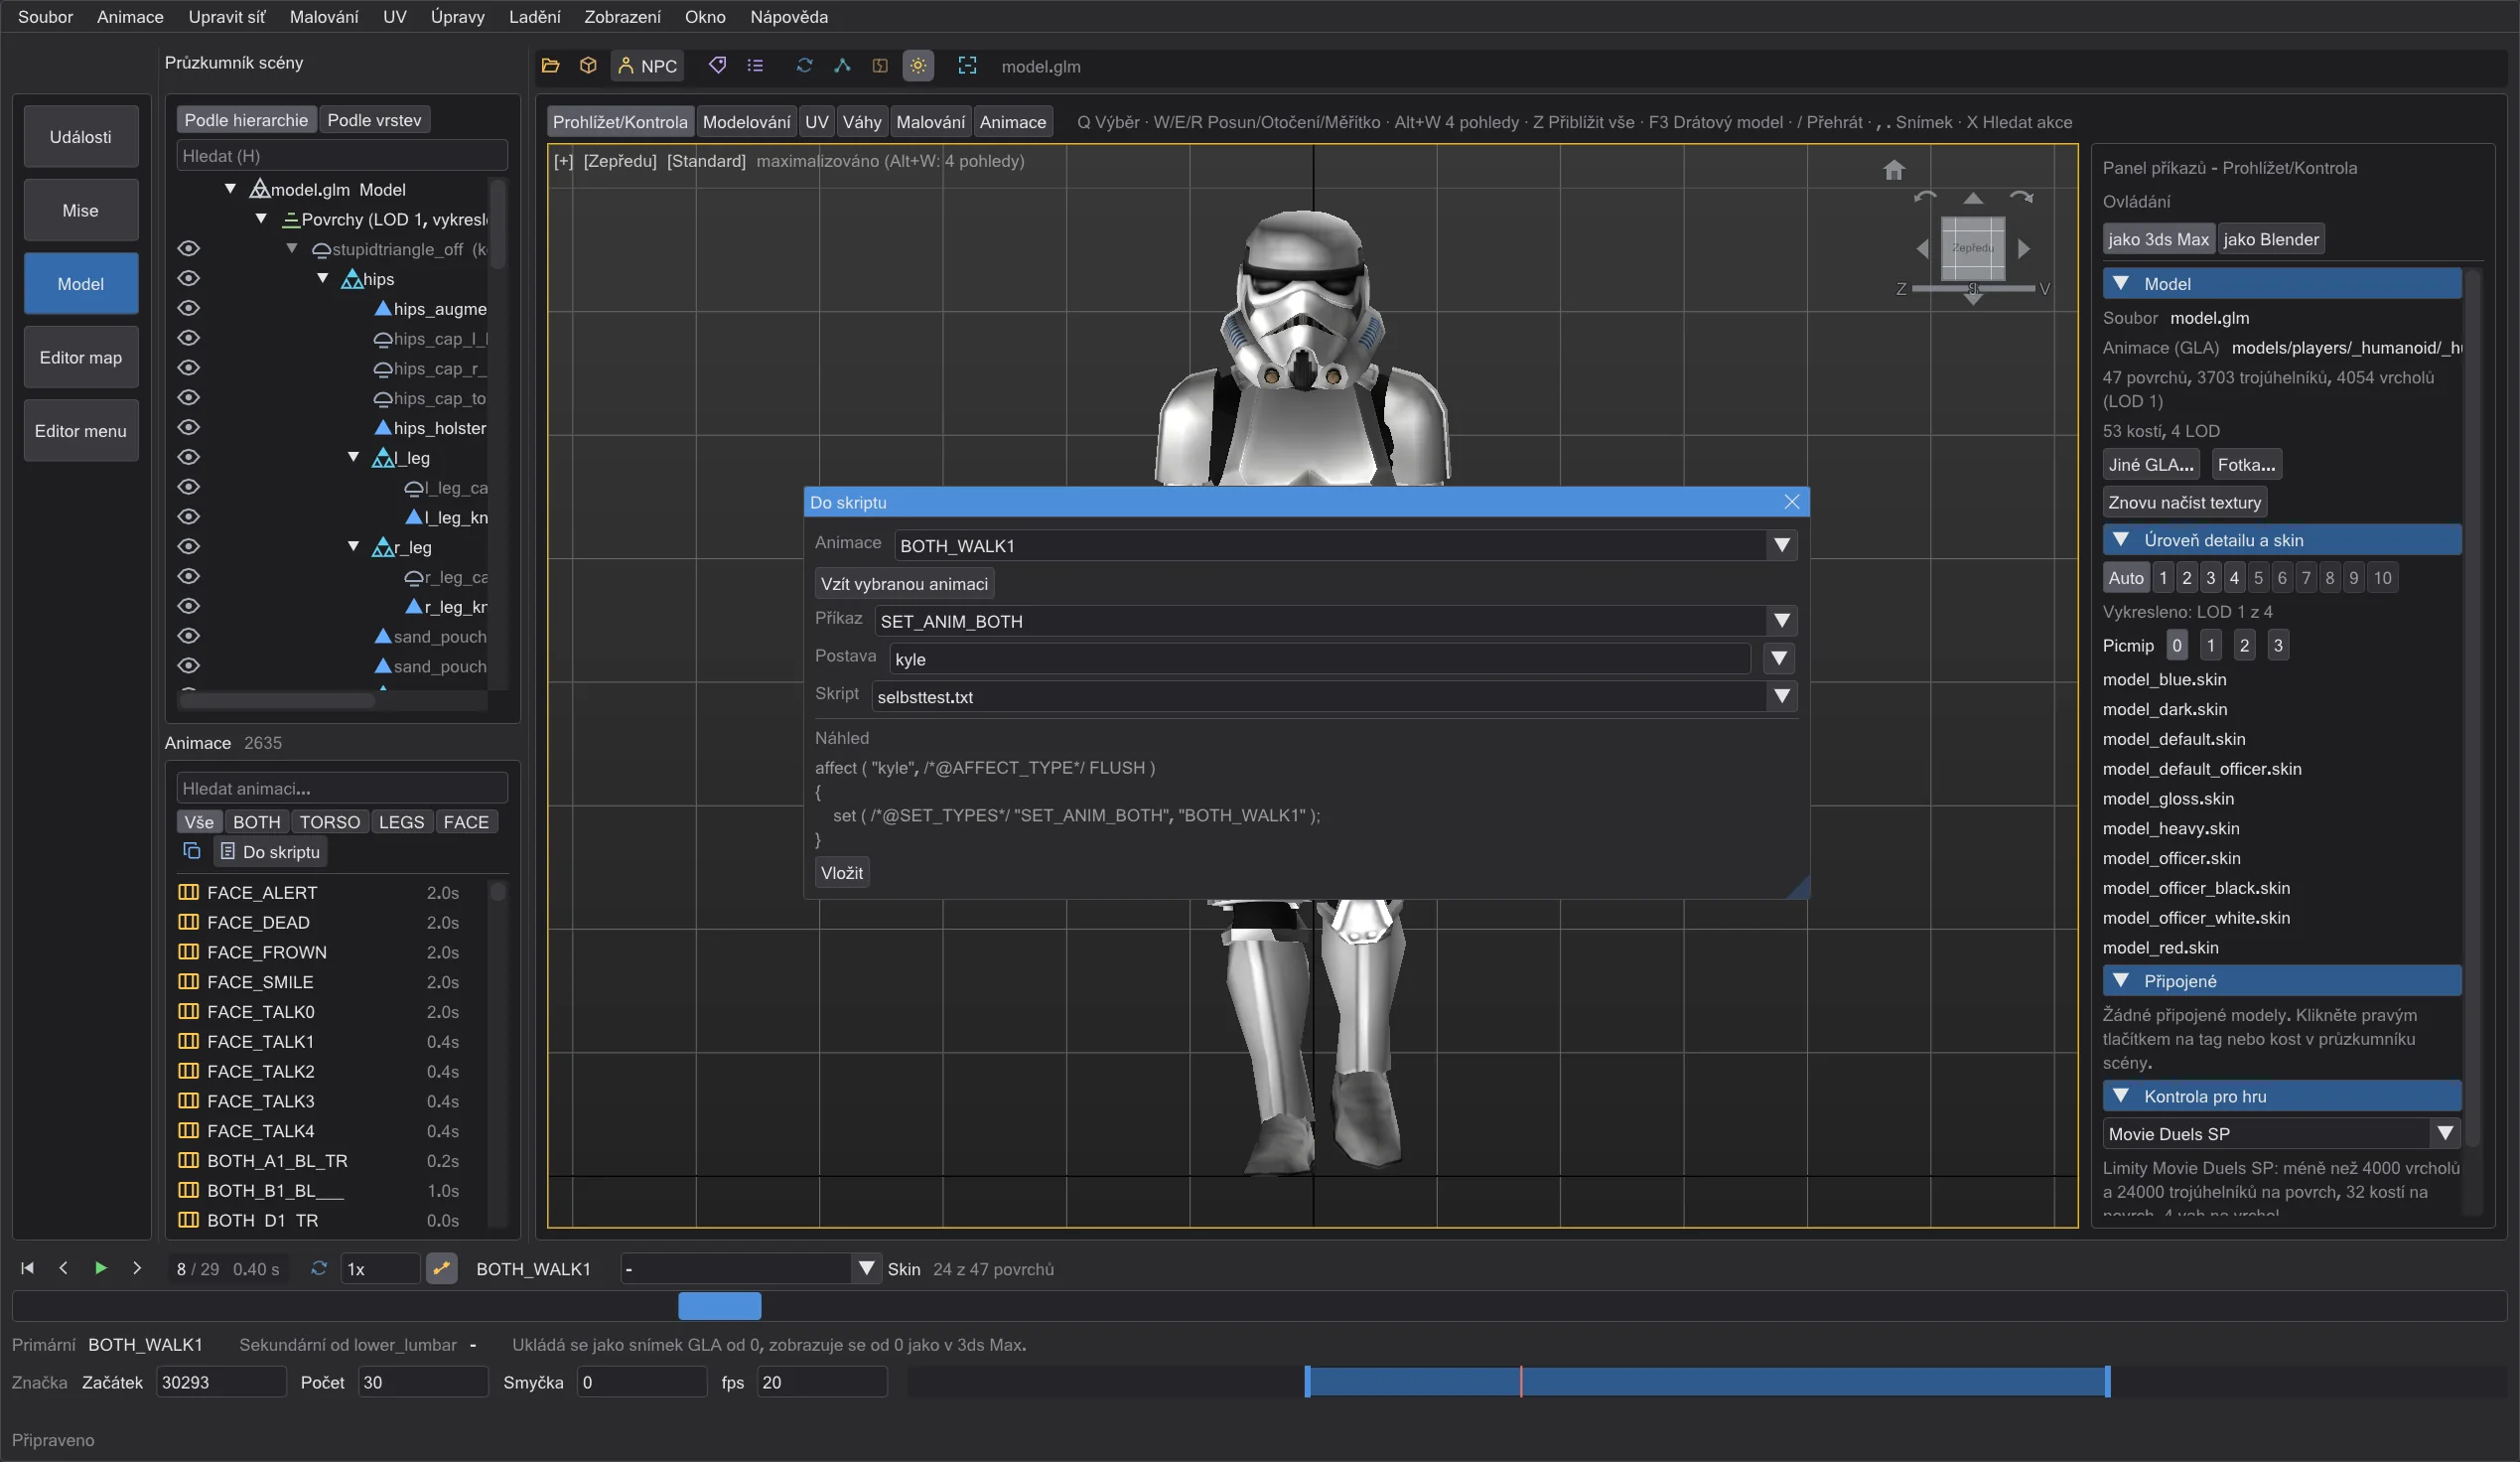 Soubor Animace Upravit síť Malování UV Úpravy Ladění Zobrazení Okno Nápověda
Průzkumník scény
NPC model.glm
Události
Mise
Model
Editor map
Editor menu
Podle hierarchie Podle vrstev
Hledat (H)
model.glm Model
Povrchy (LOD 1, vykresl
stupidtriangle_off (k
hips
hips_augme
hips_cap_l_l
hips_cap_r_
hips_cap_to
hips_holster
l_leg
l_leg_ca
l_leg_kn
r_leg
r_leg_ca
r_leg_kr
sand_pouch
sand_pouch
Animace 2635
Hledat animaci...
Vše BOTH TORSO LEGS FACE
Do skriptu
FACE_ALERT 2.0s
FACE_DEAD 2.0s
FACE_FROWN 2.0s
FACE_SMILE 2.0s
FACE_TALK0 2.0s
FACE_TALK1 0.4s
FACE_TALK2 0.4s
FACE_TALK3 0.4s
FACE_TALK4 0.4s
BOTH_A1_BL_TR 0.2s
BOTH_B1_BL___ 1.0s
BOTH_D1_TR 0.0s
Prohlížet/Kontrola Modelování UV Váhy Malování Animace Q Výběr · W/E/R Posun/Otočení/Měřítko · Alt+W 4 pohledy · Z Přiblížit vše · F3 Drátový model · / Přehrát · , . Snímek · X Hledat akce
[+] [Zepředu] [Standard] maximalizováno (Alt+W: 4 pohledy)
Zepředu
Z S V
Do skriptu
Animace BOTH_WALK1
Vzít vybranou animaci
Příkaz SET_ANIM_BOTH
Postava kyle
Skript selbsttest.txt
Náhled
affect ( "kyle", /*@AFFECT_TYPE*/ FLUSH )
{
set ( /*@SET_TYPES*/ "SET_ANIM_BOTH", "BOTH_WALK1" );
}
Vložit
Panel příkazů - Prohlížet/Kontrola
Ovládání
jako 3ds Max jako Blender
Model
Soubor model.glm
Animace (GLA) models/players/_humanoid/_h
47 povrchů, 3703 trojúhelníků, 4054 vrcholů
(LOD 1)
53 kostí, 4 LOD
Jiné GLA... Fotka...
Znovu načíst textury
Úroveň detailu a skin
Auto 1 2 3 4 5 6 7 8 9 10
Vykresleno: LOD 1 z 4
Picmip 0 1 2 3
model_blue.skin
model_dark.skin
model_default.skin
model_default_officer.skin
model_gloss.skin
model_heavy.skin
model_officer.skin
model_officer_black.skin
model_officer_white.skin
model_red.skin
Připojené
Žádné připojené modely. Klikněte pravým
tlačítkem na tag nebo kost v průzkumníku
scény.
Kontrola pro hru
Movie Duels SP
Limity Movie Duels SP: méně než 4000 vrcholů
a 24000 trojúhelníků na povrch, 32 kostí na
povrch, 4 vah na vrchol
8 / 29 0.40 s 1x BOTH_WALK1 - Skin 24 z 47 povrchů
Primární BOTH_WALK1 Sekundární od lower_lumbar - Ukládá se jako snímek GLA od 0, zobrazuje se od 0 jako v 3ds Max.
Značka Začátek 30293 Počet 30 Smyčka 0 fps 20
Připraveno